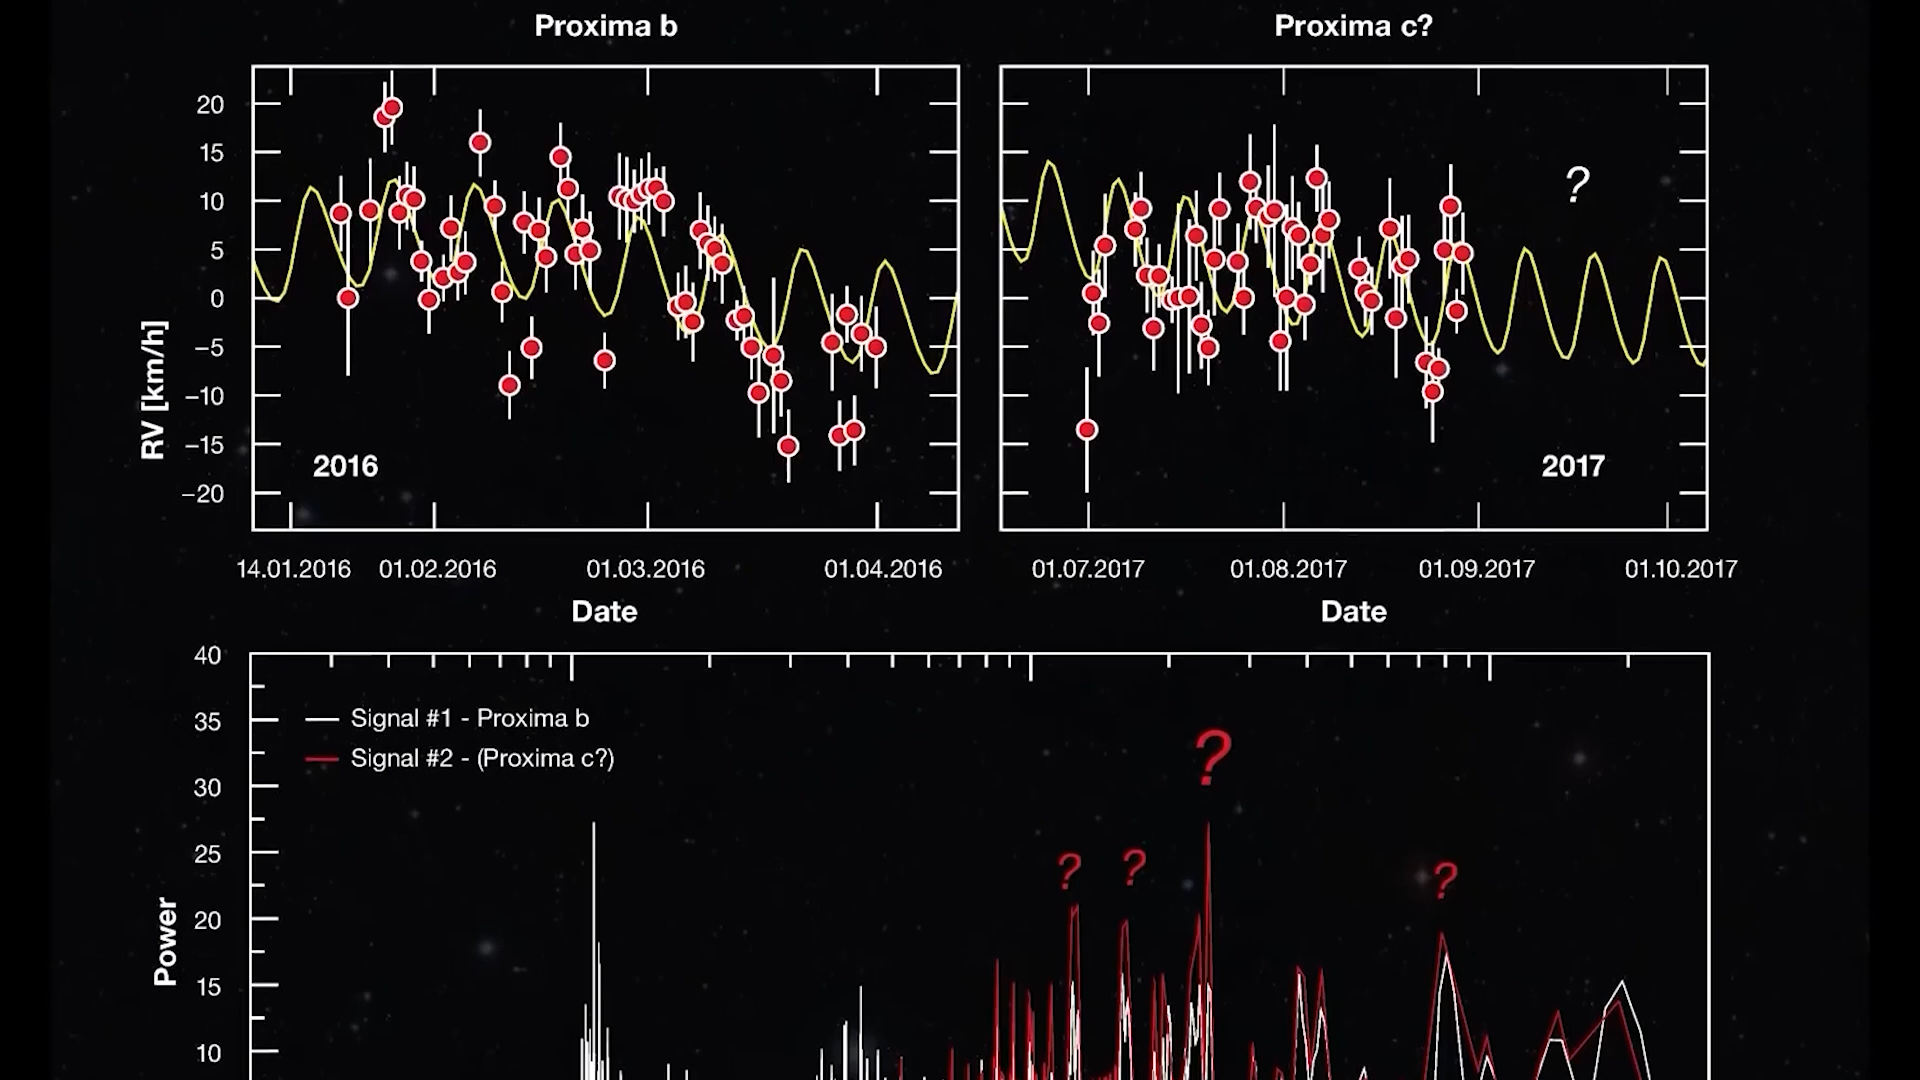 Proxima b
Proxima c?
20
15
10
5
0
−5
−10
−15
−20
RV [km/h]
2016
?
2017
14.01.2016 01.02.2016 01.03.2016 01.04.2016
01.07.2017 01.08.2017 01.09.2017 01.10.2017
Date
Date
40
35
30
25
20
15
10
Power
Signal #1 - Proxima b
Signal #2 - (Proxima c?)
?
? ? ?